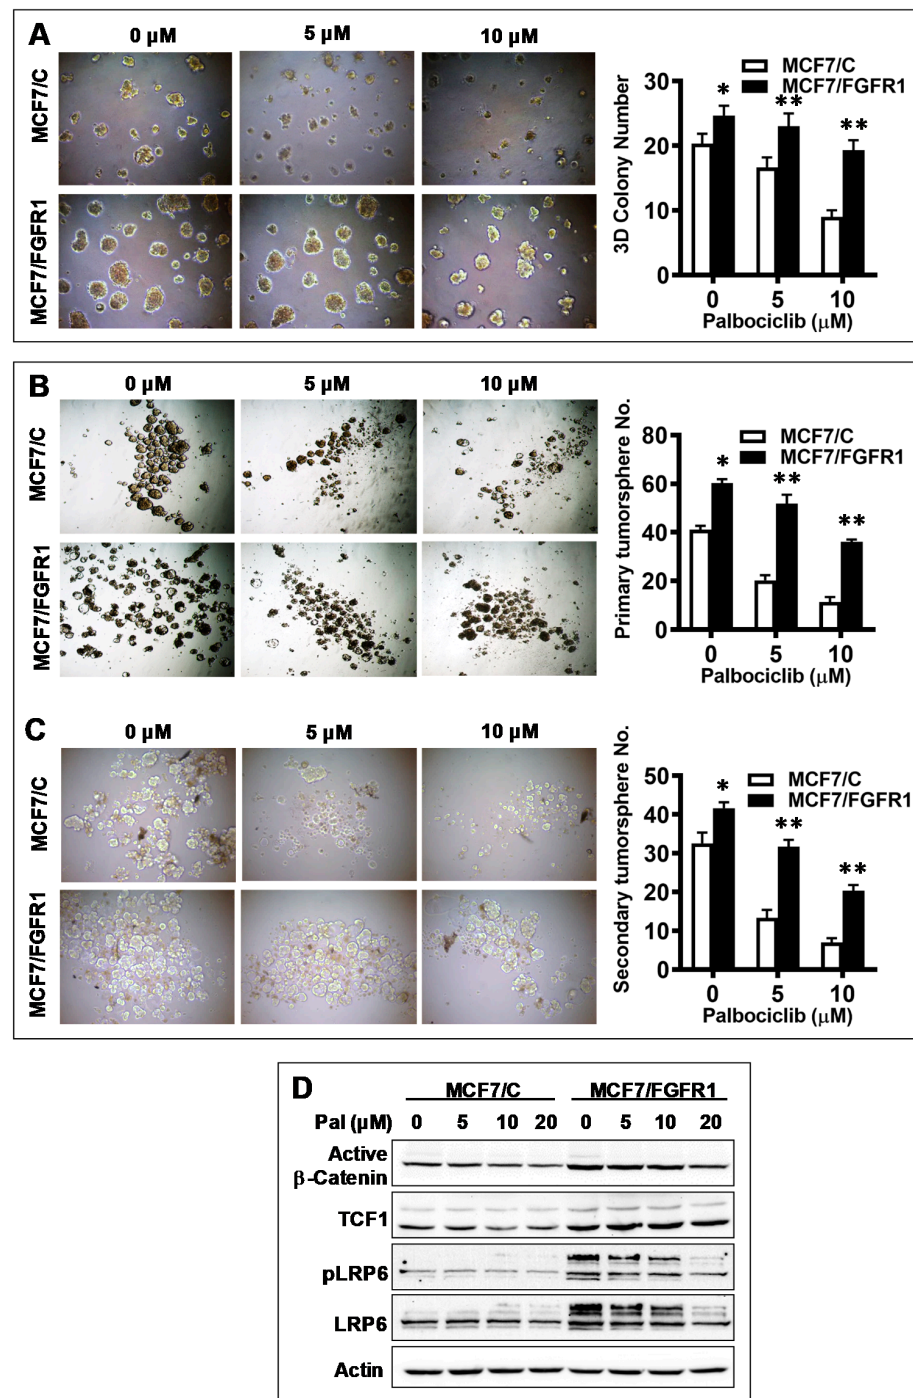 A
0 µM 5 µM 10 µM
MCF7/C
MCF7/FGFR1
3D Colony Number
MCF7/C
MCF7/FGFR1
30
20
10
0
* ** **
0 5 10
Palbociclib (µM)
B
0 µM 5 µM 10 µM
MCF7/C
MCF7/FGFR1
Primary tumorsphere No.
MCF7/C
MCF7/FGFR1
80
60
40
20
0
* ** **
0 5 10
Palbociclib (µM)
C
0 µM 5 µM 10 µM
MCF7/C
MCF7/FGFR1
Secondary tumorsphere No.
MCF7/C
MCF7/FGFR1
50
40
30
20
10
0
* ** **
0 5 10
Palbociclib (µM)
D
MCF7/C MCF7/FGFR1
Pal (µM) 0 5 10 20 0 5 10 20
Active
β-Catenin
TCF1
pLRP6
LRP6
Actin